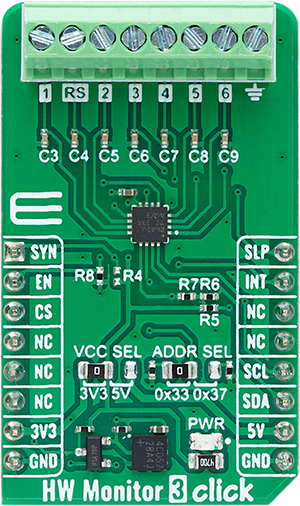 1 RS 2 3 4 5 6
C3 C4 C5 C6 C7 C8 C9
SYN SLP
EN R8 R4 INT
CS R7 R6 NC
R5
NC NC
VCC SEL ADDR SEL
NC 0 0 SCL
3V3 5V 0x33 0x37
NC SDA
PWR
3V3 5V
GND GND
HW Monitor 3 click